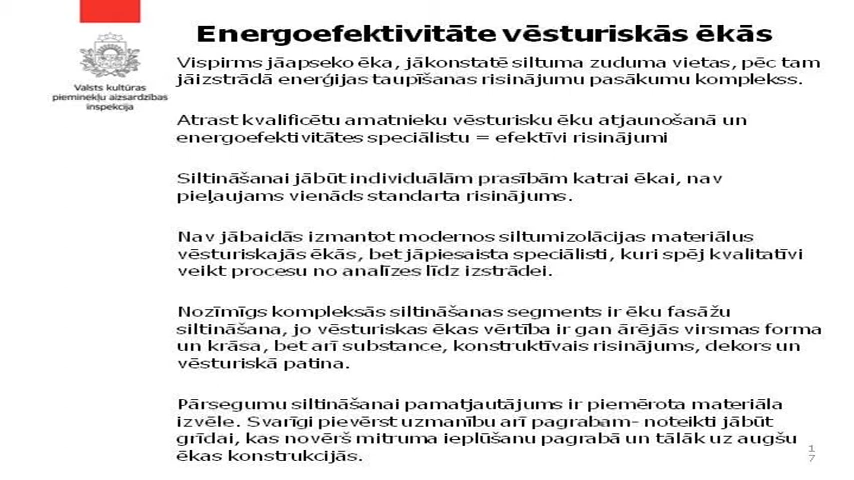 Energoefektivitāte vēsturiskās ēkās
Valsts kultūras
pieminekļu aizsardzības
inspekcija
Vispirms jāapseko ēka, jākonstatē siltuma zuduma vietas, pēc tam
jāizstrādā enerģijas taupīšanas risinājumu pasākumu komplekss.
Atrast kvalificētu amatnieku vēsturisku ēku atjaunošanā un
energoefektivitātes speciālistu = efektīvi risinājumi
Siltināšanai jābūt individuālām prasībām katrai ēkai, nav
pieļaujams vienāds standarta risinājums.
Nav jābaidās izmantot modernos siltumizolācijas materiālus
vēsturiskajās ēkās, bet jāpiesaista speciālisti, kuri spēj kvalitatīvi
veikt procesu no analīzes līdz izstrādei.
Nozīmīgs kompleksās siltināšanas segments ir ēku fasāžu
siltināšana, jo vēsturiskas ēkas vērtība ir gan ārējās virsmas forma
un krāsa, bet arī substance, konstruktīvais risinājums, dekors un
vēsturiskā patina.
Pārsegumu siltināšanai pamatjautājums ir piemērota materiāla
izvēle. Svarīgi pievērst uzmanību arī pagrabam- noteikti jābūt
grīdai, kas novērš mitruma ieplūšanu pagrabā un tālāk uz augšu
ēkas konstrukcijās.
1
7